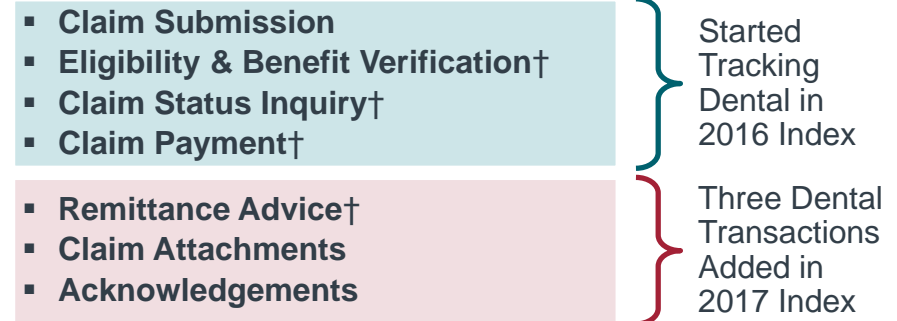 ▪ Claim Submission
▪ Eligibility & Benefit Verification†
▪ Claim Status Inquiry†
▪ Claim Payment†
Started
Tracking
Dental in
2016 Index
▪ Remittance Advice†
▪ Claim Attachments
▪ Acknowledgements
Three Dental
Transactions
Added in
2017 Index